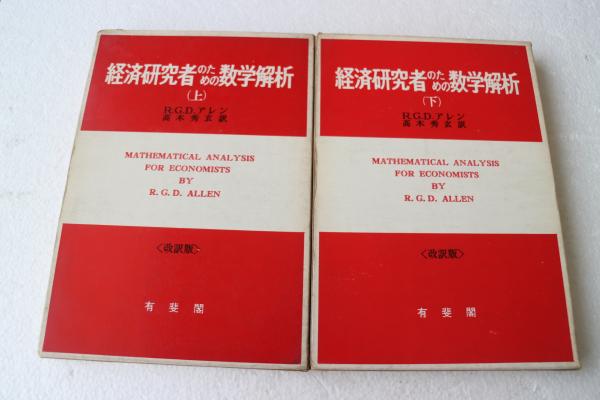 経済研究者のための数学解析
(上)
R.G.D.アレン
高木秀玄訳
MATHEMATICAL ANALYSIS
FOR ECONOMISTS
BY
R. G. D. ALLEN
〈改訳版〉
有斐閣
経済研究者のための数学解析
(下)
R.G.D.アレン
高木秀玄訳
MATHEMATICAL ANALYSIS
FOR ECONOMISTS
BY
R. G. D. ALLEN
〈改訳版〉
有斐閣